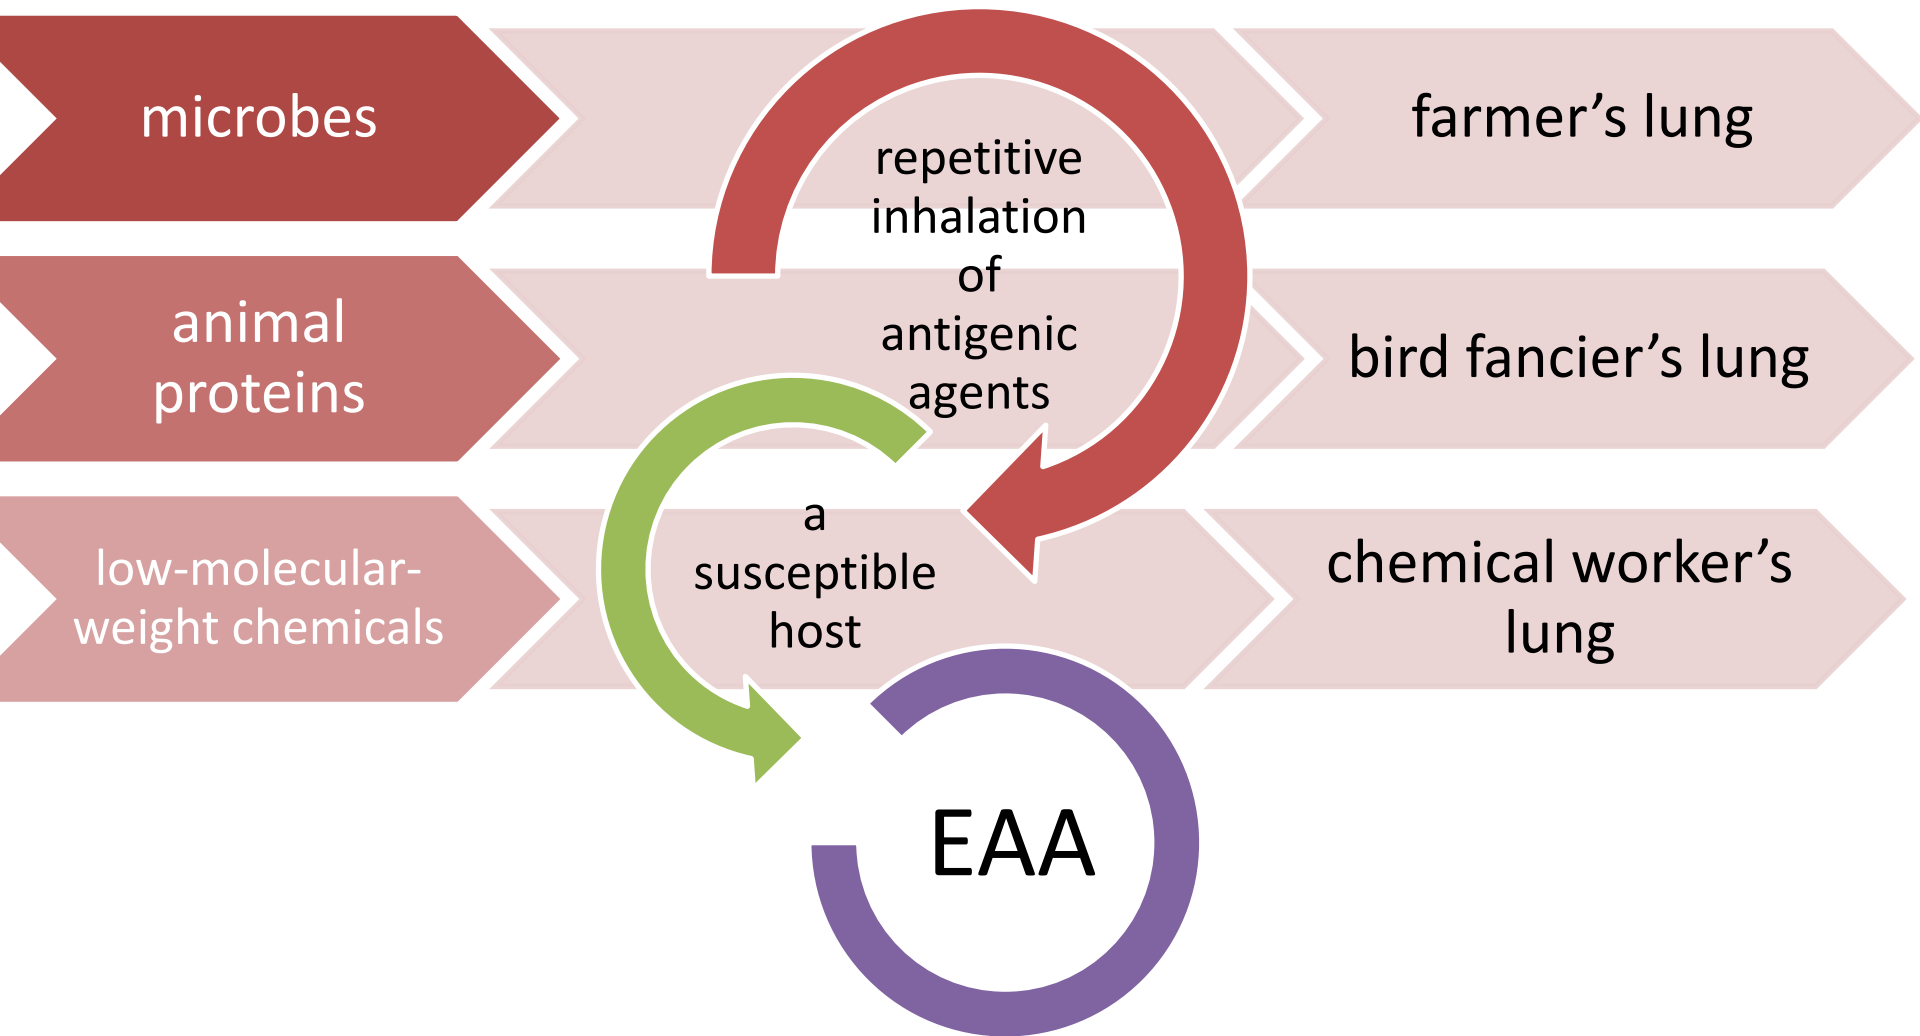 microbes
farmer’s lung
repetitive
inhalation
of
antigenic
agents
animal
proteins
bird fancier’s lung
a
susceptible
host
low-molecular-
weight chemicals
chemical worker’s
lung
EAA